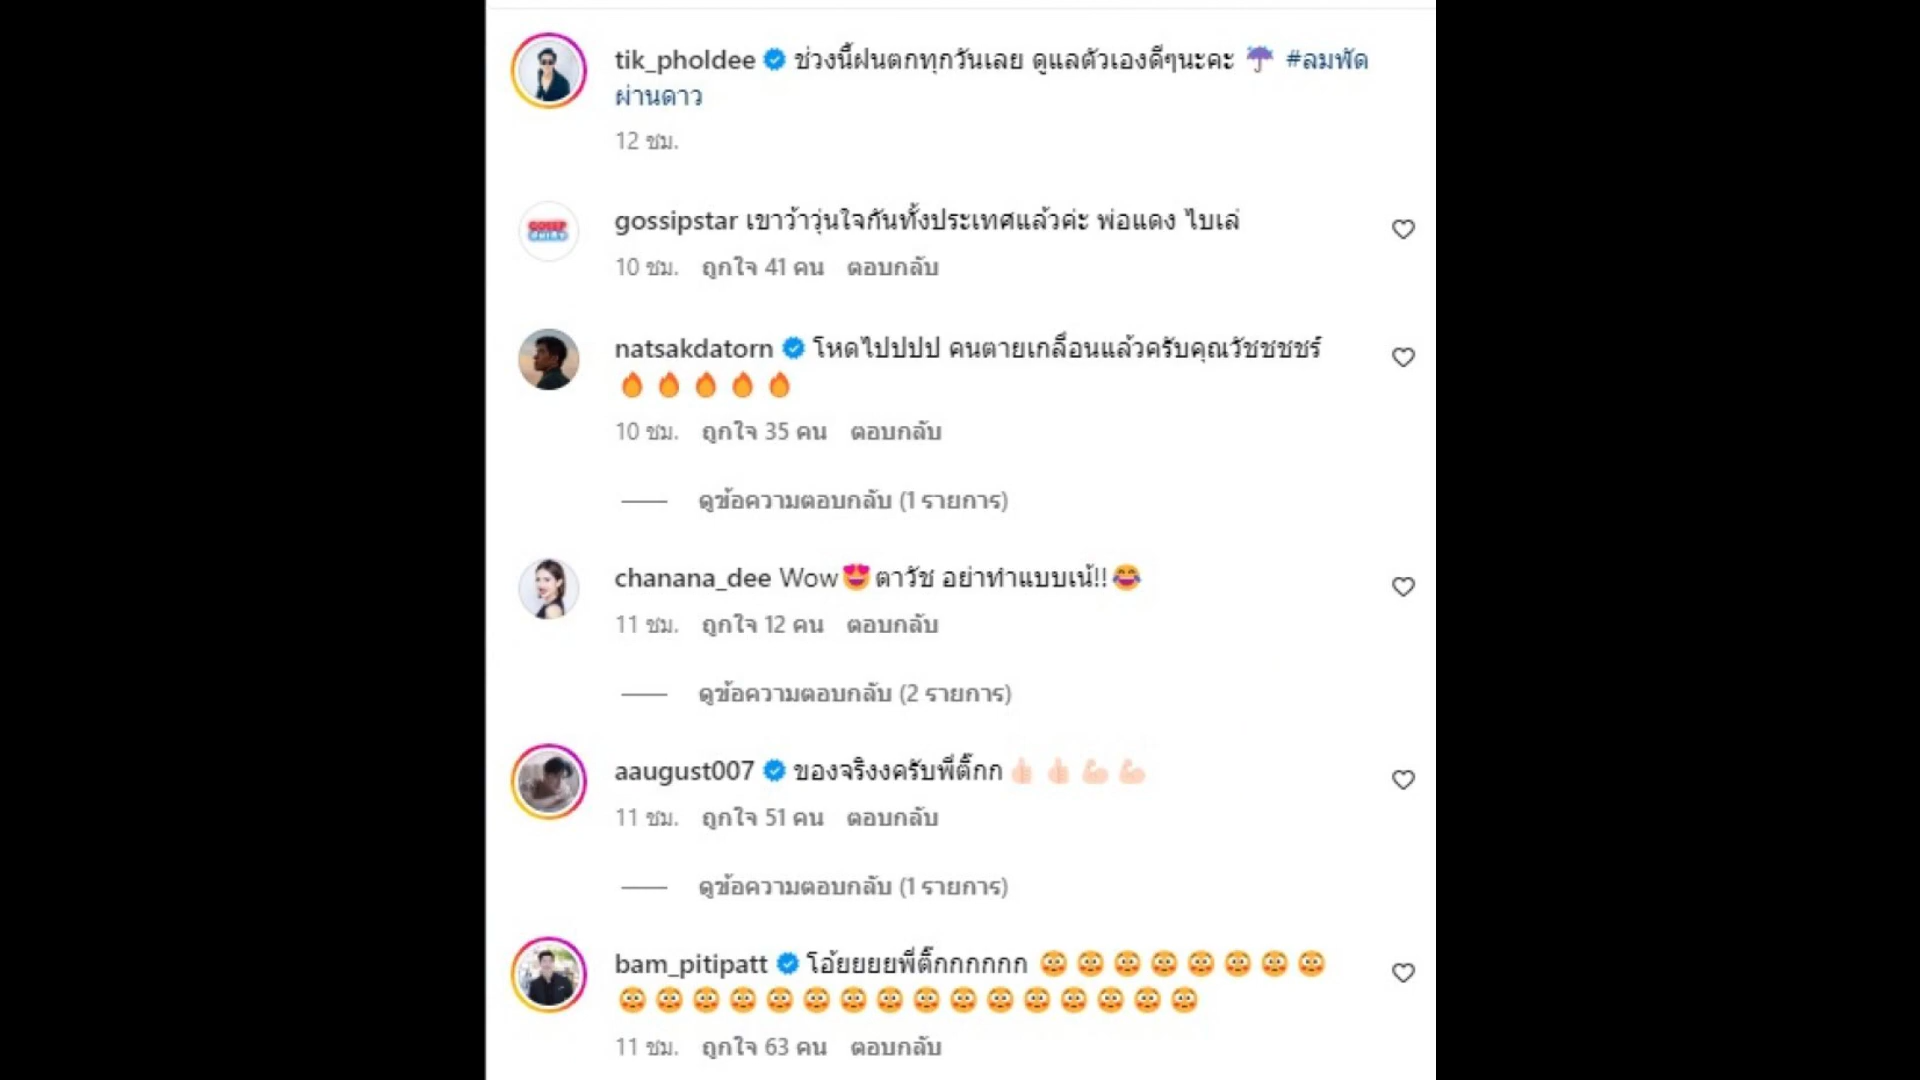 tik_pholdee ช่วงนี้ฝนตกทุกวันเลย ดูแลตัวเองดีๆนะคะ ☔ #ลมพัด
ผ่านดาว
12 ชม.
GOSSIP
gossipstar เขาว้าวุ่นใจกันทั้งประเทศแล้วค่ะ พ่อแดง ไบเล่
10 ชม. ถูกใจ 41 คน ตอบกลับ
natsakdatorn โหดไปปปป คนตายเกลื่อนแล้วครับคุณวัชชชชร์
🔥🔥🔥🔥🔥
10 ชม. ถูกใจ 35 คน ตอบกลับ
ดูข้อความตอบกลับ (1 รายการ)
chanana_dee Wow😍ตาวัช อย่าทำแบบเน้!!😂
11 ชม. ถูกใจ 12 คน ตอบกลับ
ดูข้อความตอบกลับ (2 รายการ)
aaugust007 ของจริงงครับพี่ติ๊กก👍🏻👍🏻💪🏻💪🏻
11 ชม. ถูกใจ 51 คน ตอบกลับ
ดูข้อความตอบกลับ (1 รายการ)
bam_pitipatt โอ้ยยยยพี่ติ๊กกกกกก 😳😳😳😳😳😳😳😳
😳😳😳😳😳😳😳😳😳😳😳😳😳😳😳😳
11 ชม. ถูกใจ 63 คน ตอบกลับ